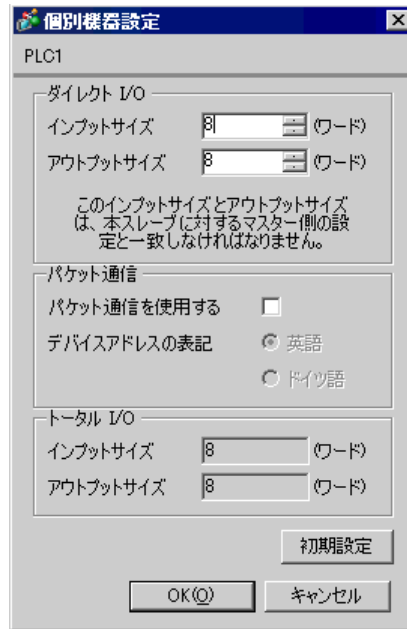 個別機器設定
PLC1
ダイレクト I/O
インプットサイズ 8 (ワード)
アウトプットサイズ 8 (ワード)
このインプットサイズとアウトプットサイズ
は、本スレーブに対するマスター側の設
定と一致しなければなりません。
パケット通信
パケット通信を使用する
デバイスアドレスの表記 英語
ドイツ語
トータル I/O
インプットサイズ 8 (ワード)
アウトプットサイズ 8 (ワード)
初期設定
OK(O) キャンセル